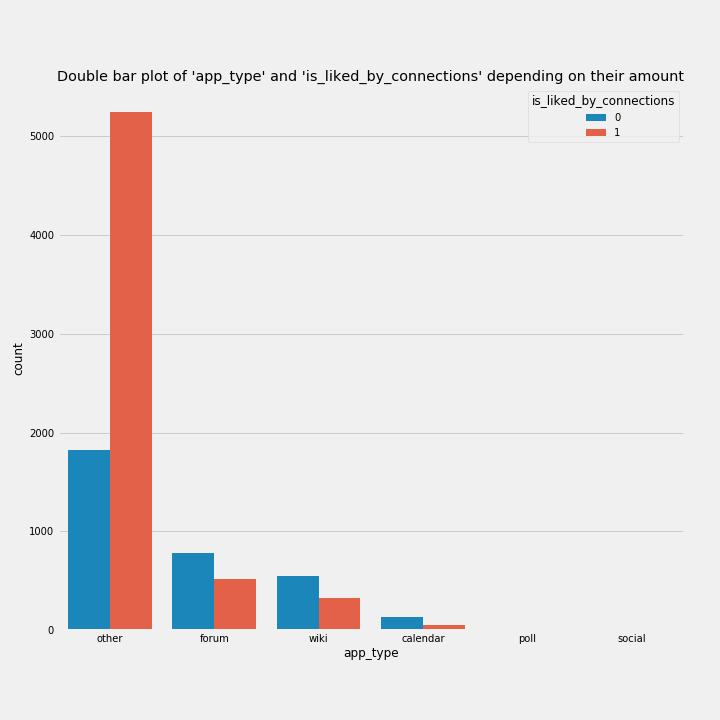 Double bar plot of 'app_type' and 'is_liked_by_connections' depending on their amount
is_liked_by_connections
0
1
5000
4000
3000
2000
1000
0
count
other forum wiki calendar poll social
app_type